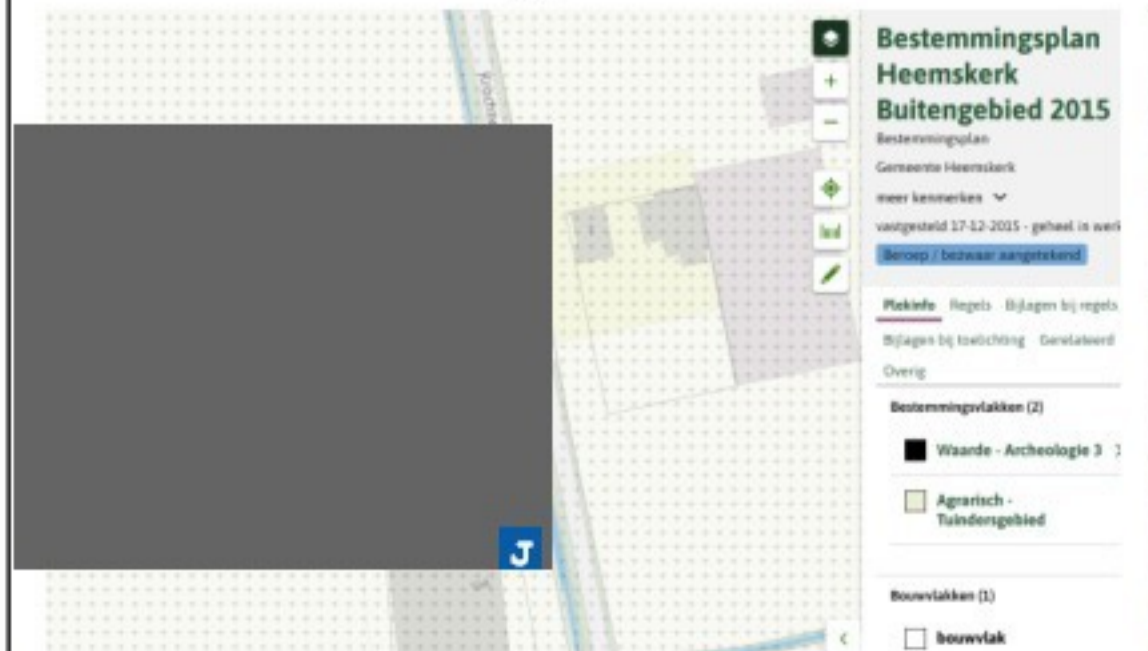 Bestemmingsplan
Heemskerk
Buitengebied 2015
Bestemmingsplan
Gemeente Heemskerk
meer kenmerken
vastgesteld 17-12-2015 - geheel in werk
Beroep / bezwaar aangetekend
Plekinfo Regels Bijlagen bij regels
Bijlagen bij toelichting Gerelateerd
Overig
Bestemmingsvlakken (2)
Waarde - Archeologie 3
Agrarisch -
Tuindersgebied
Bouwvlakken (1)
bouwvlak
J